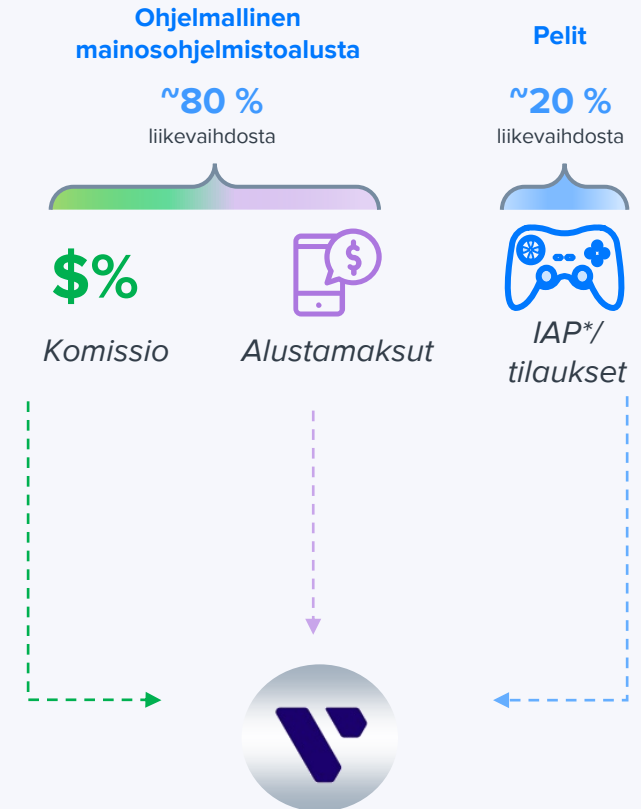 Ohjelmallinen
mainosohjelmistoalusta
~80 %
liikevaihdosta
Pelit
~20 %
liikevaihdosta
$%
Komissio
$
Alustamaksut
IAP*/
tilaukset